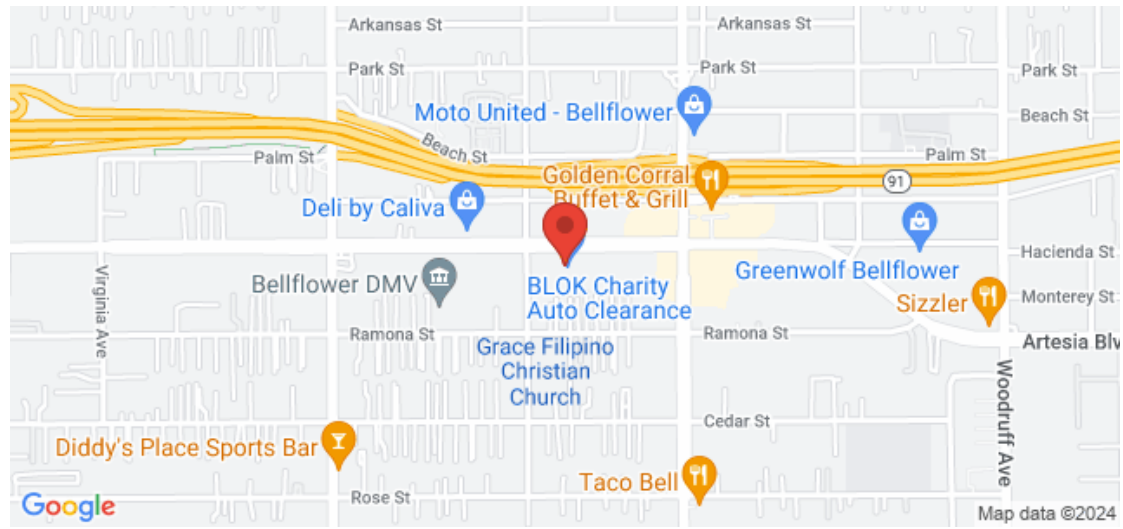 Arkansas St
Arkansas St
Park St
Park St
Park St
Moto United - Bellflower
Beach St
Beach St
Palm St
Palm St
Golden Corral
Buffet & Grill
91
Deli by Caliva
Hacienda St
Virginia Ave
Bellflower DMV
BLOK Charity
Auto Clearance
Greenwolf Bellflower
Sizzler
Monterey St
Ramona St
Ramona St
Artesia Blv
Grace Filipino
Christian
Church
Woodruff Ave
Cedar St
Diddy's Place Sports Bar
Taco Bell
Rose St
Google
Map data ©2024